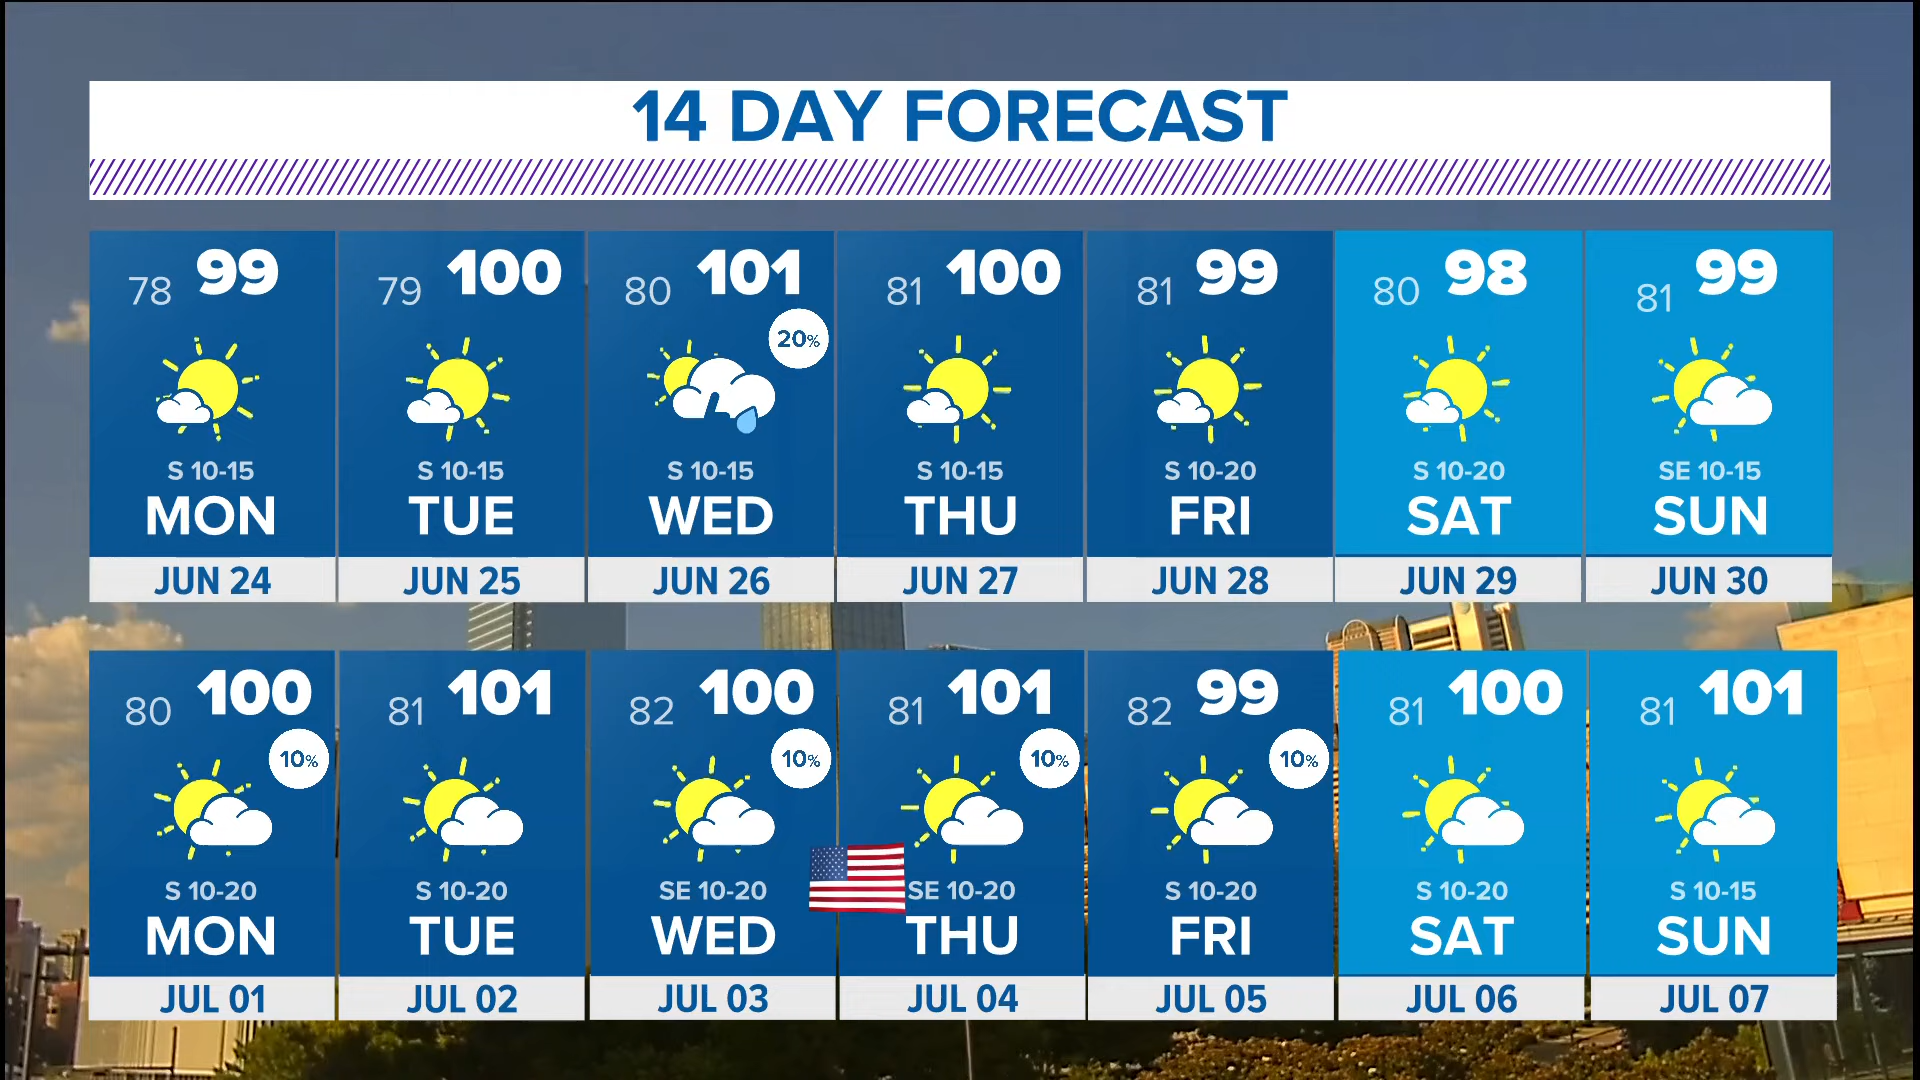 14 DAY FORECAST
78 99 79 100 80 101 81 100 81 99 80 98 81 99
20%
S 10-15 S 10-15 S 10-15 S 10-15 S 10-20 S 10-20 SE 10-15
MON TUE WED THU FRI SAT SUN
JUN 24 JUN 25 JUN 26 JUN 27 JUN 28 JUN 29 JUN 30
80 100 81 101 82 100 81 101 82 99 81 100 81 101
10% 10% 10% 10%
S 10-20 S 10-20 SE 10-20 SE 10-20 S 10-20 S 10-20 S 10-15
MON TUE WED THU FRI SAT SUN
JUL 01 JUL 02 JUL 03 JUL 04 JUL 05 JUL 06 JUL 07